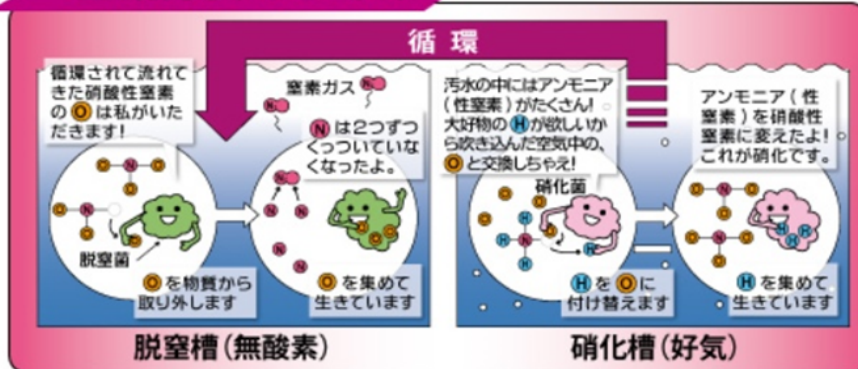 循環
循環されて流れて
きた硝酸性窒素
の O は私がいた
だきます!
窒素ガス
N は2つずつ
くっついていな
くなったよ。
脱窒菌
O を物質から
取り外します
O を集めて
生きています
脱窒槽(無酸素)
汚水の中にはアンモニア
(性窒素)がたくさん!
大好物の H が欲しいか
ら吹き込んだ空気中の、
O と交換しちゃえ!
硝化菌
アンモニア(性
窒素)を硝酸性
窒素に変えたよ!
これが硝化です。
H を O に
付け替えます
H を集めて
生きています
硝化槽(好気)